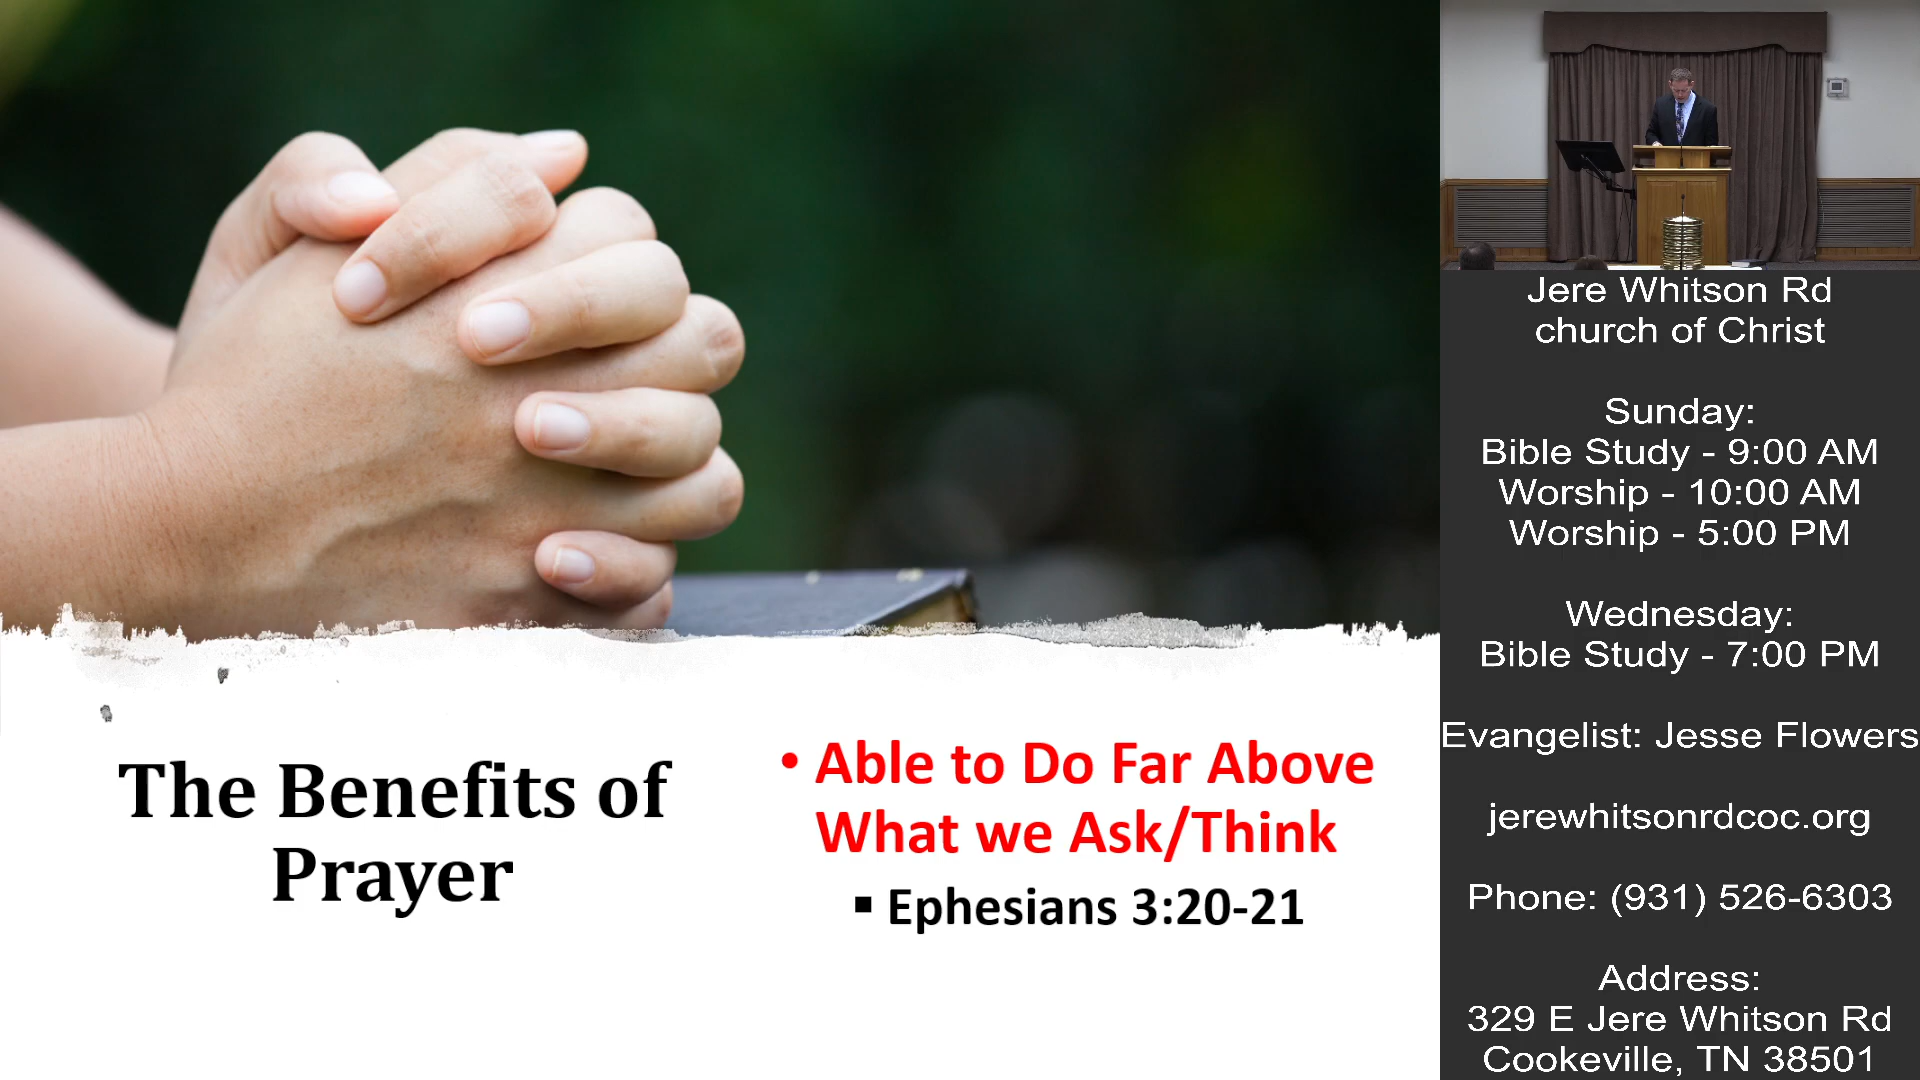 The Benefits of
Prayer
• Able to Do Far Above
What we Ask/Think
▪ Ephesians 3:20-21
Jere Whitson Rd
church of Christ
Sunday:
Bible Study - 9:00 AM
Worship - 10:00 AM
Worship - 5:00 PM
Wednesday:
Bible Study - 7:00 PM
Evangelist: Jesse Flowers
jerewhitsonrdcoc.org
Phone: (931) 526-6303
Address:
329 E Jere Whitson Rd
Cookeville, TN 38501